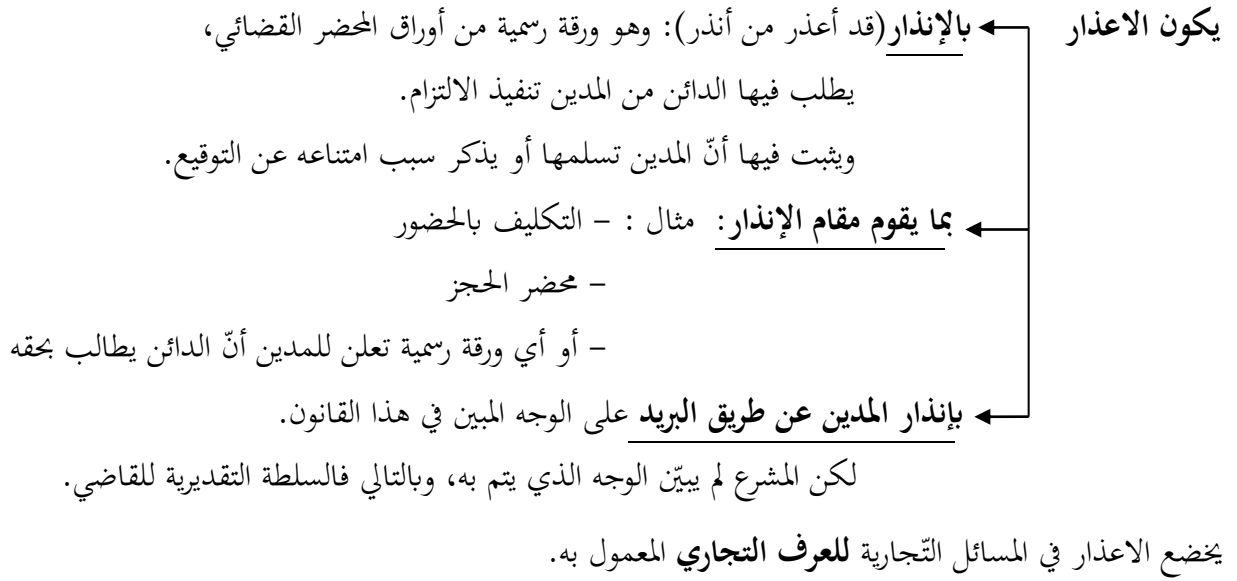 يكون الاعذار بالإنذار(قد أعذر من أنذر): وهو ورقة رسمية من أوراق المحضر القضائي،
يطلب فيها الدائن من المدين تنفيذ الالتزام.
ويثبت فيها أنّ المدين تسلمها أو يذكر سبب امتناعه عن التوقيع.
بما يقوم مقام الإنذار: مثال : – التكليف بالحضور
– محضر الحجز
– أو أي ورقة رسمية تعلن للمدين أنّ الدائن يطالب بحقه
بإنذار المدين عن طريق البريد على الوجه المبين في هذا القانون.
لكن المشرع لم يبيّن الوجه الذي يتم به، وبالتالي فالسلطة التقديرية للقاضي.
يخضع الاعذار في المسائل التّجارية للعرف التجاري المعمول به.